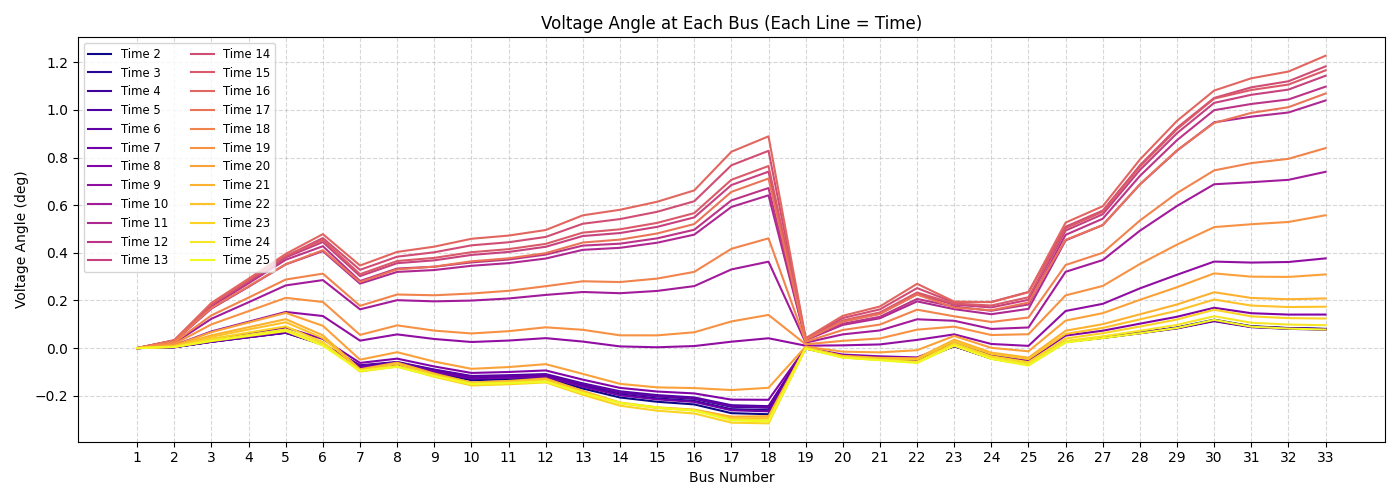 Voltage Angle at Each Bus (Each Line = Time)
Voltage Angle (deg)
1.2
1.0
0.8
0.6
0.4
0.2
0.0
−0.2
Time 2
Time 3
Time 4
Time 5
Time 6
Time 7
Time 8
Time 9
Time 10
Time 11
Time 12
Time 13
Time 14
Time 15
Time 16
Time 17
Time 18
Time 19
Time 20
Time 21
Time 22
Time 23
Time 24
Time 25
1 2 3 4 5 6 7 8 9 10 11 12 13 14 15 16 17 18 19 20 21 22 23 24 25 26 27 28 29 30 31 32 33
Bus Number